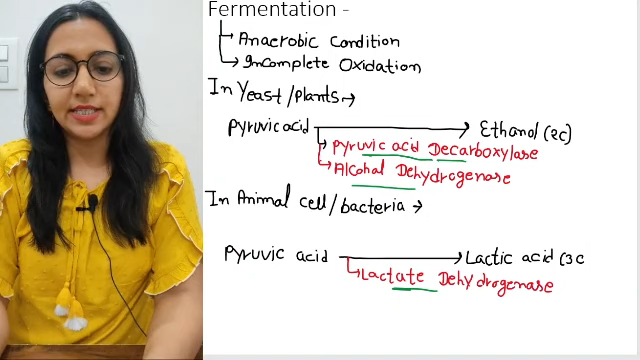 Fermentation -
Anaerobic Condition
Incomplete Oxidation
In Yeast/Plants →
Pyruvic acid → Ethanol (2C)
Pyruvic acid Decarboxylase
Alcohal Dehydrogenase
In Animal cell/bacteria →
Pyruvic acid → Lactic acid (3C
Lactate Dehydrogenase